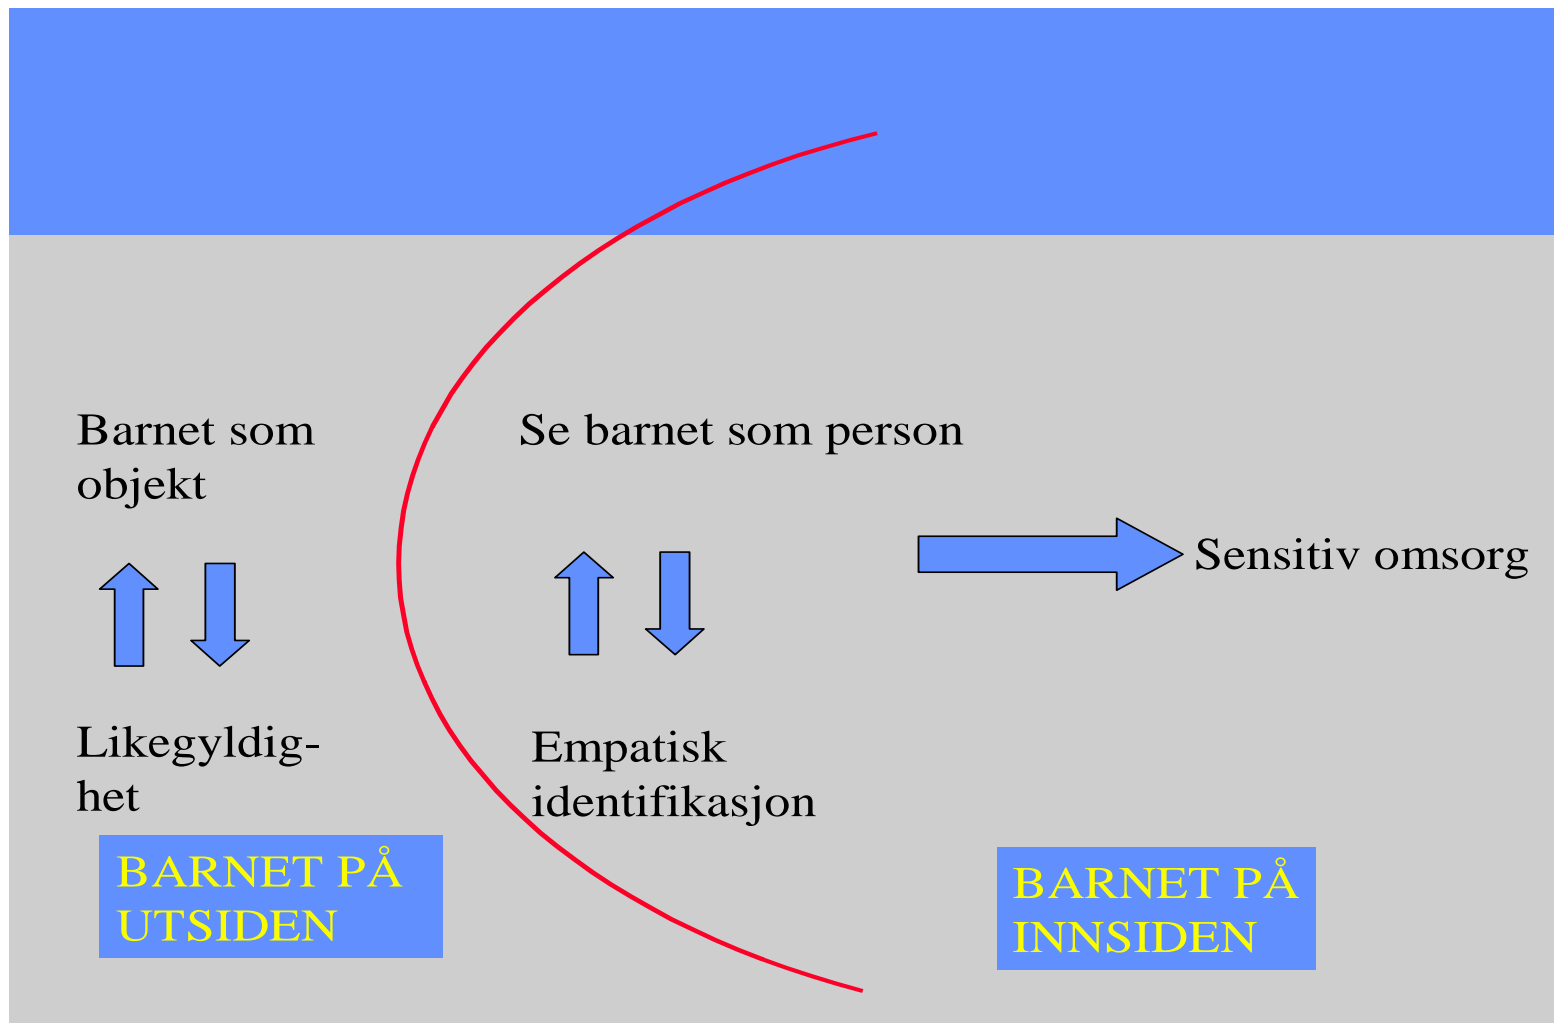 Barnet som
objekt
Likegyldig-
het
BARNET PÅ
UTSIDEN
Se barnet som person
Empatisk
identifikasjon
Sensitiv omsorg
BARNET PÅ
INNSIDEN